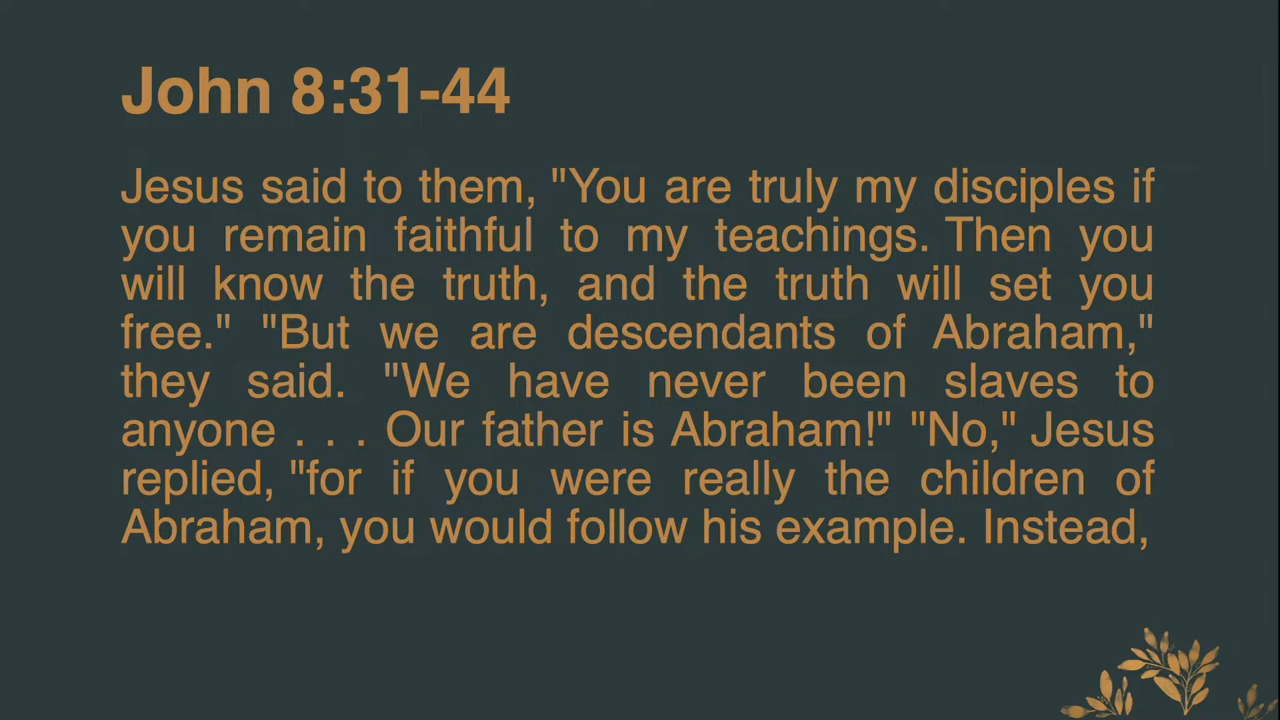 John 8:31-44
Jesus said to them, "You are truly my disciples if
you remain faithful to my teachings. Then you
will know the truth, and the truth will set you
free." "But we are descendants of Abraham,"
they said. "We have never been slaves to
anyone . . . Our father is Abraham!" "No," Jesus
replied, "for if you were really the children of
Abraham, you would follow his example. Instead,